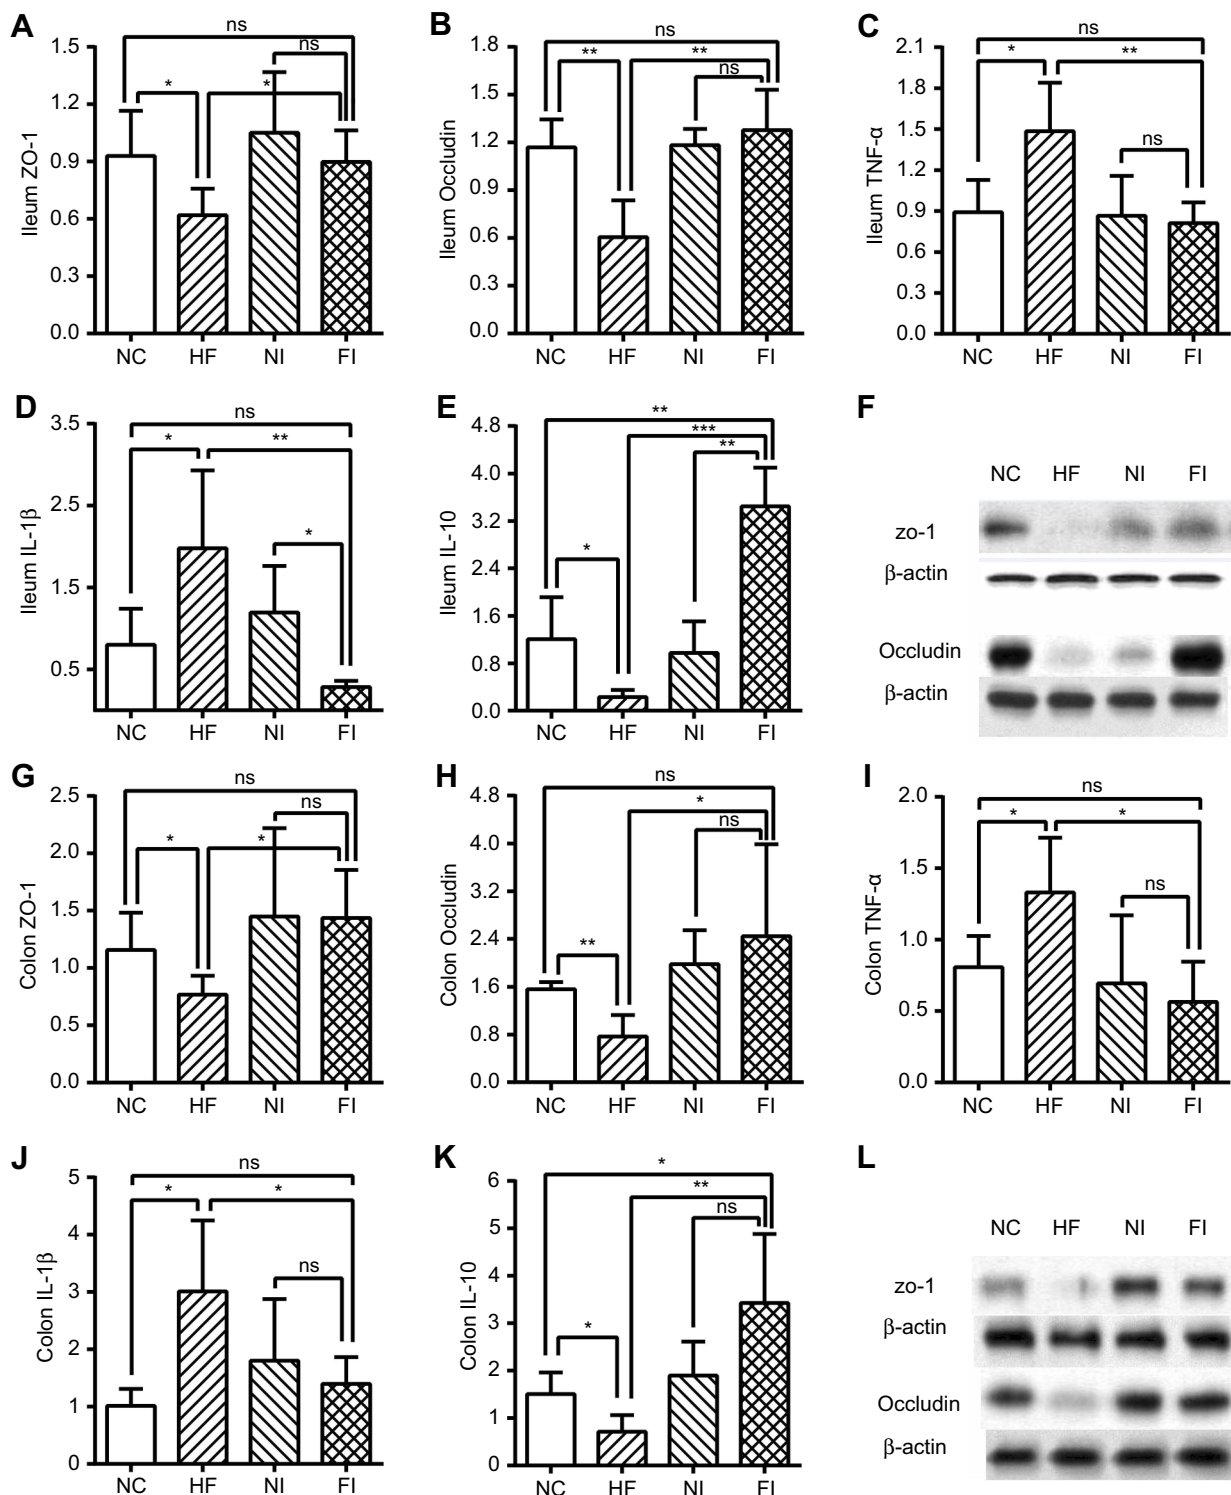 A
ns
ns
*
*
Ileum ZO-1
1.5
1.2
0.9
0.6
0.3
0.0
NC HF NI FI
B
ns
**
**
ns
Ileum Occludin
1.8
1.5
1.2
0.9
0.6
0.3
0.0
NC HF NI FI
C
ns
*
**
ns
Ileum TNF-α
2.1
1.8
1.5
1.2
0.9
0.6
0.3
0.0
NC HF NI FI
D
ns
*
**
*
Ileum IL-1β
3.5
2.5
1.5
0.5
NC HF NI FI
E
**
***
**
*
Ileum IL-10
4.8
4.0
3.2
2.4
1.6
0.8
0.0
NC HF NI FI
F
NC HF NI FI
zo-1
β-actin
Occludin
β-actin
G
ns
ns
*
*
Colon ZO-1
2.5
2.0
1.5
1.0
0.5
0.0
NC HF NI FI
H
ns
*
ns
**
Colon Occludin
4.8
4.0
3.2
2.4
1.6
0.8
0.0
NC HF NI FI
I
ns
*
*
ns
Colon TNF-α
2.0
1.5
1.0
0.5
0.0
NC HF NI FI
J
ns
*
*
ns
Colon IL-1β
5
4
3
2
1
0
NC HF NI FI
K
*
**
ns
*
Colon IL-10
6
5
4
3
2
1
0
NC HF NI FI
L
NC HF NI FI
zo-1
β-actin
Occludin
β-actin